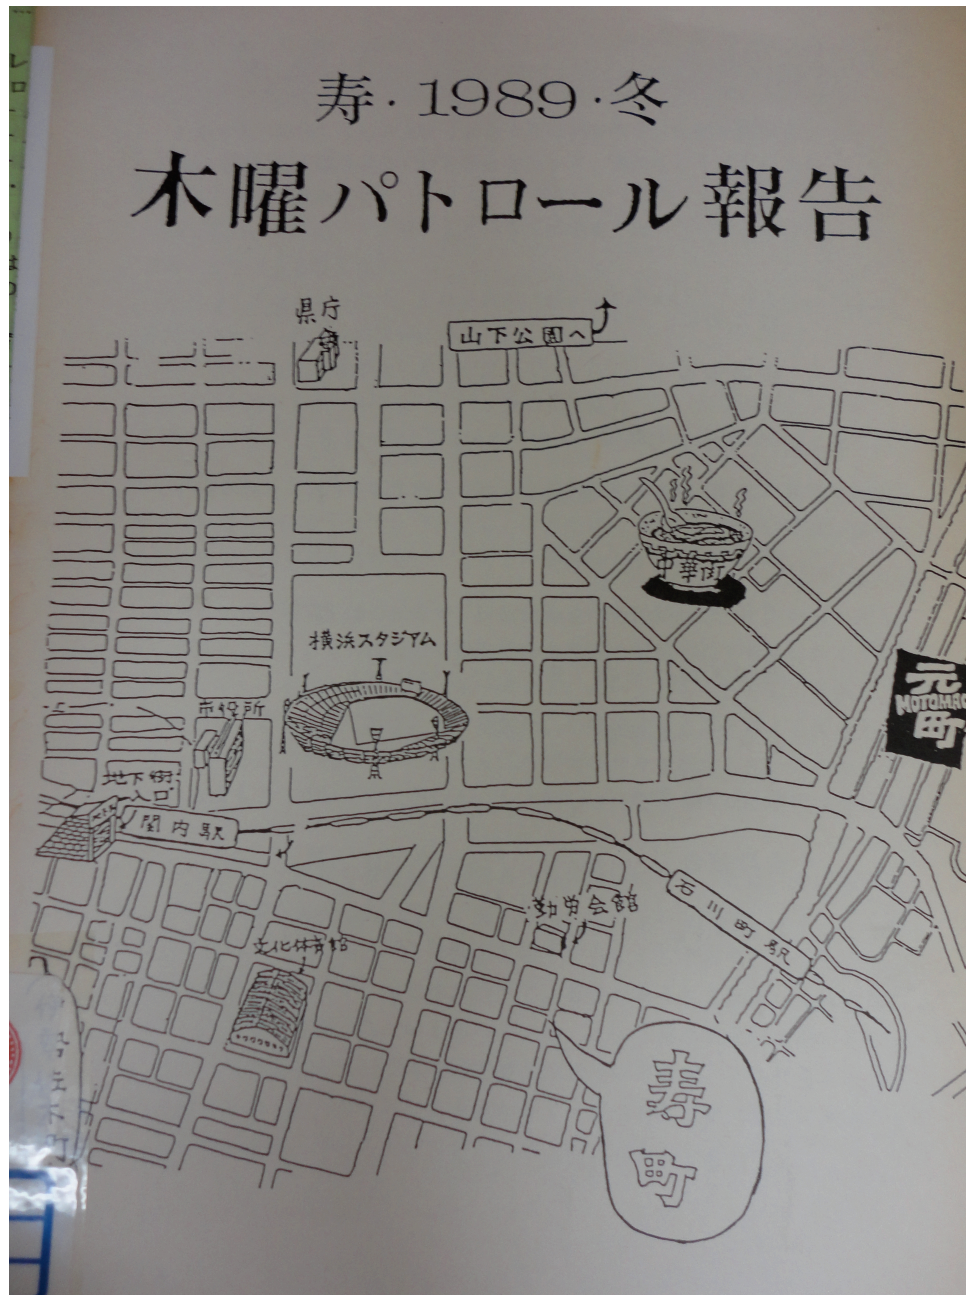 寿・1989・冬
木曜パトロール報告
県庁
山下公園へ
中華街
横浜スタジアム
元
MOTOMAC
町
市役所
地下街
入口
関内駅
石川町駅
勤労会館
文化体育館
寿町